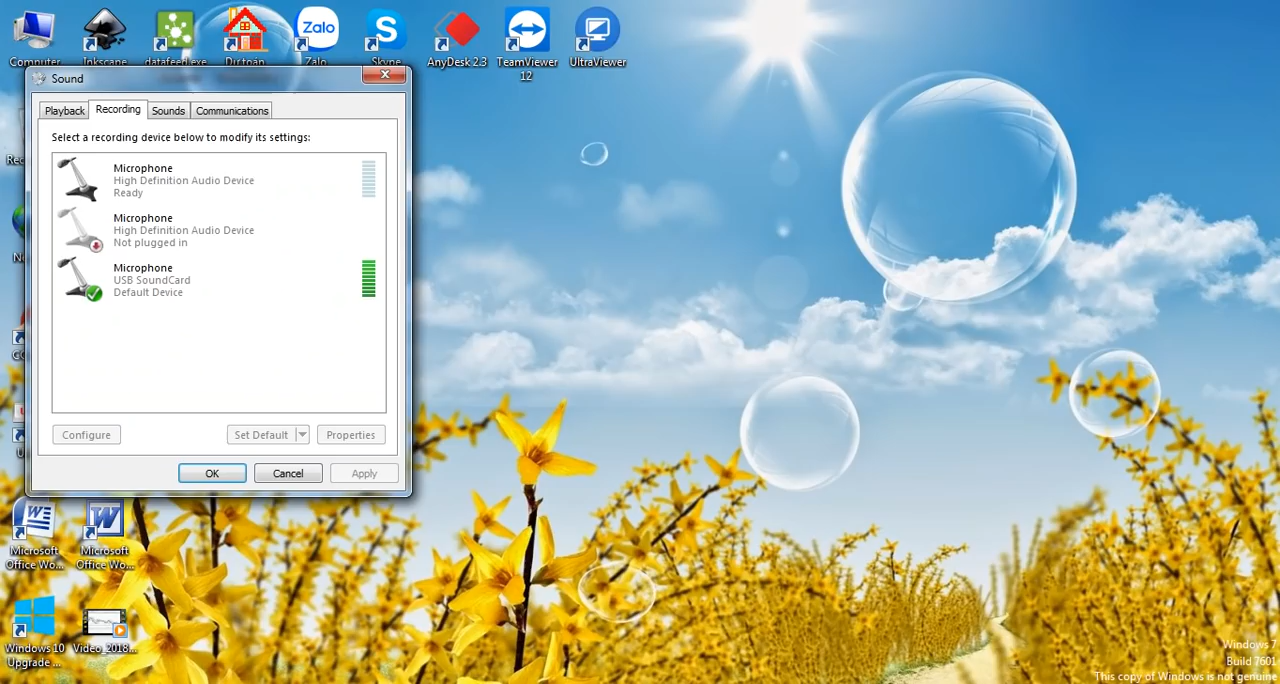 Zalo
S
Computer
Inkscape
datafeed.exe
Dự toán
Zalo
Skype
AnyDesk 2.3
TeamViewer
12
UltraViewer
Sound
Playback
Recording
Sounds
Communications
Select a recording device below to modify its settings:
Microphone
High Definition Audio Device
Ready
Microphone
High Definition Audio Device
Not plugged in
Microphone
USB SoundCard
Default Device
Configure
Set Default
Properties
OK
Cancel
Apply
W
W
Microsoft
Office Wo...
Microsoft
Office Wo...
Windows 10
Upgrade ...
Video_2018...
Windows 7
Build 7601
This copy of Windows is not genuine